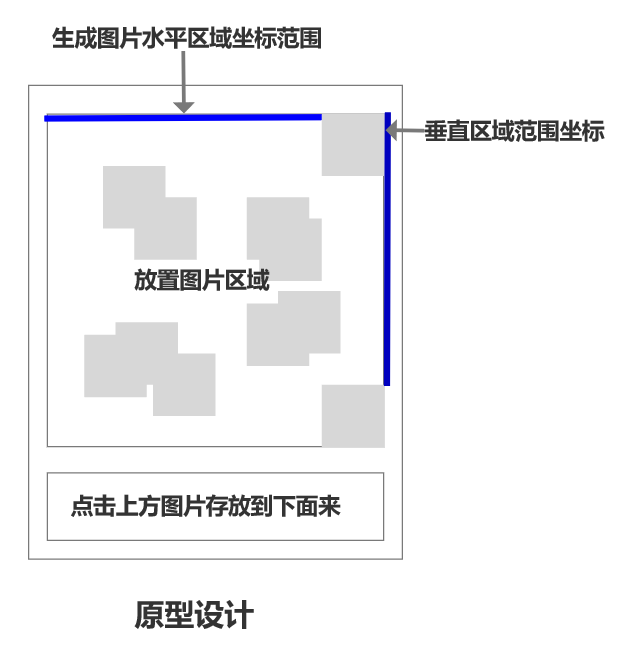 生成图片水平区域坐标范围
垂直区域范围坐标
放置图片区域
点击上方图片存放到下面来
原型设计